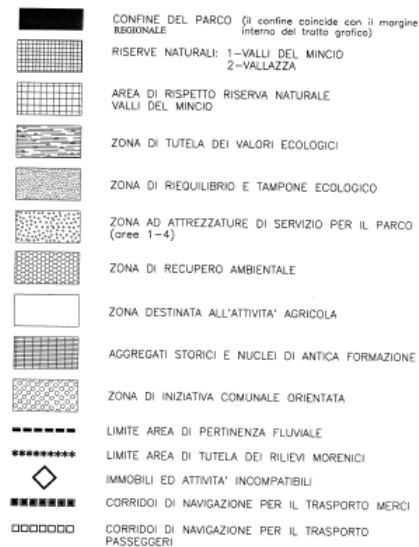 CONFINE DEL PARCO (il confine coincide con il margine
REGIONALE interno del tratto grafico)
RISERVE NATURALI: 1-VALLI DEL MINCIO
2-VALLAZZA
AREA DI RISPETTO RISERVA NATURALE
VALLI DEL MINCIO
ZONA DI TUTELA DEI VALORI ECOLOGICI
ZONA DI RIEQUILIBRIO E TAMPONE ECOLOGICO
ZONA AD ATTREZZATURE DI SERVIZIO PER IL PARCO
(aree 1-4)
ZONA DI RECUPERO AMBIENTALE
ZONA DESTINATA ALL'ATTIVITA' AGRICOLA
AGGREGATI STORICI E NUCLEI DI ANTICA FORMAZIONE
ZONA DI INIZIATIVA COMUNALE ORIENTATA
LIMITE AREA DI PERTINENZA FLUVIALE
LIMITE AREA DI TUTELA DEI RILIEVI MORENICI
IMMOBILI ED ATTIVITA' INCOMPATIBILI
CORRIDOI DI NAVIGAZIONE PER IL TRASPORTO MERCI
CORRIDOI DI NAVIGAZIONE PER IL TRASPORTO
PASSEGGERI